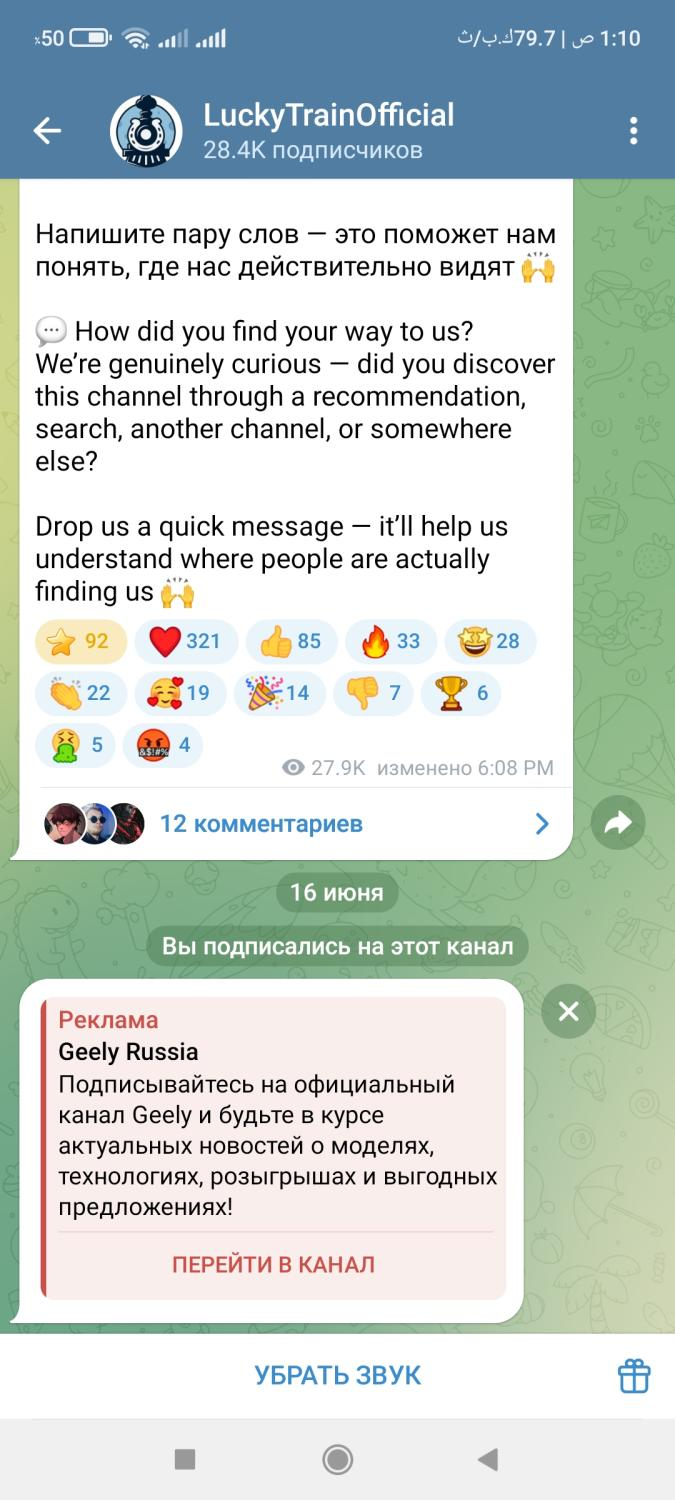 %50
1:10 ص | 79.7ك.ب/ث
LuckyTrainOfficial
28.4K подписчиков
Напишите пару слов — это поможет нам
понять, где нас действительно видят 🙌
💬 How did you find your way to us?
We’re genuinely curious — did you discover
this channel through a recommendation,
search, another channel, or somewhere
else?
Drop us a quick message — it’ll help us
understand where people are actually
finding us 🙌
⭐ 92 ❤️ 321 👍 85 🔥 33 🤩 28
👏 22 🥰 19 🎉 14 👎 7 🏆 6
🤮 5 🤬 4
27.9K изменено 6:08 PM
12 комментариев
16 июня
Вы подписались на этот канал
Реклама
Geely Russia
Подписывайтесь на официальный
канал Geely и будьте в курсе
актуальных новостей о моделях,
технологиях, розыгрышах и выгодных
предложениях!
ПЕРЕЙТИ В КАНАЛ
УБРАТЬ ЗВУК